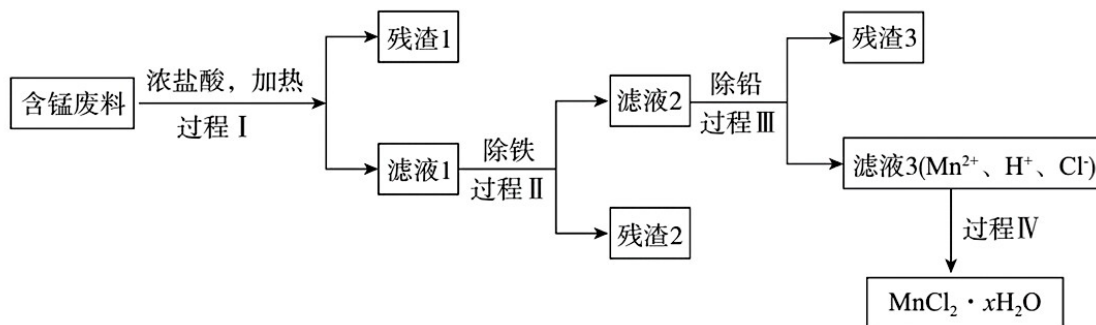 含锰废料
浓盐酸，加热
过程Ⅰ
残渣1
滤液1
除铁
过程Ⅱ
滤液2
残渣2
除铅
过程Ⅲ
残渣3
滤液3(Mn²⁺、H⁺、Cl⁻)
过程Ⅳ
MnCl₂·xH₂O